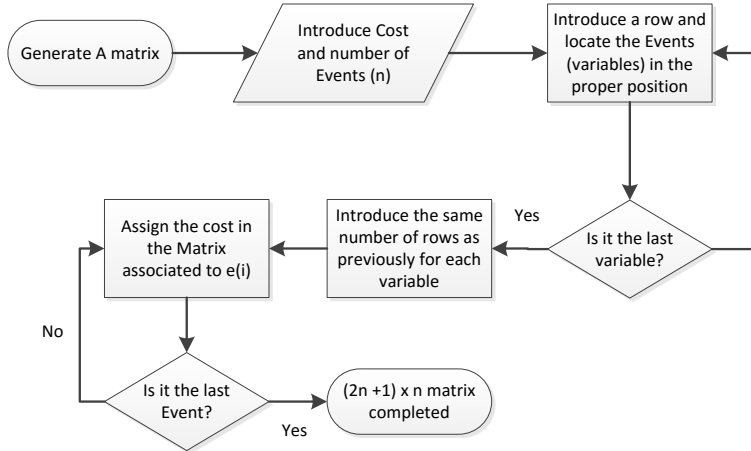 Generate A matrix
Introduce Cost
and number of
Events (n)
Introduce a row and
locate the Events
(variables) in the
proper position
Is it the last
variable?
Yes
Introduce the same
number of rows as
previously for each
variable
Assign the cost in
the Matrix
associated to e(i)
No
Is it the last
Event?
Yes
(2n +1) x n matrix
completed